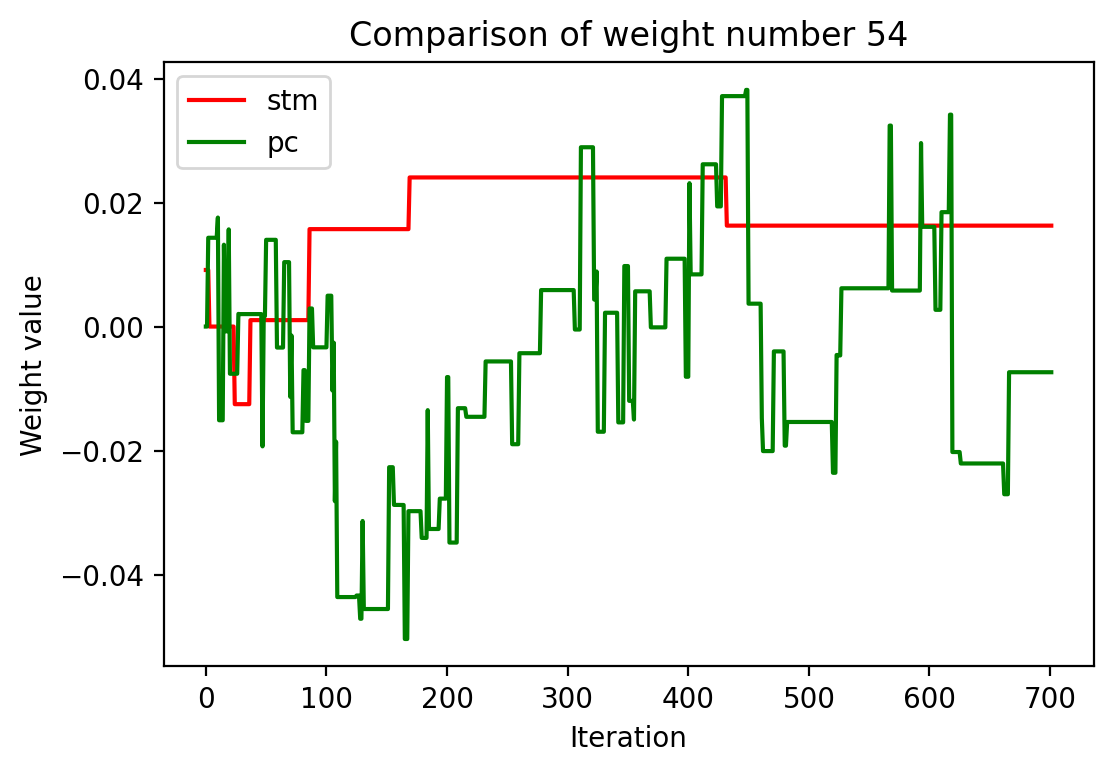 Comparison of weight number 54
stm
pc
0.04
0.02
0.00
−0.02
−0.04
Weight value
0 100 200 300 400 500 600 700
Iteration